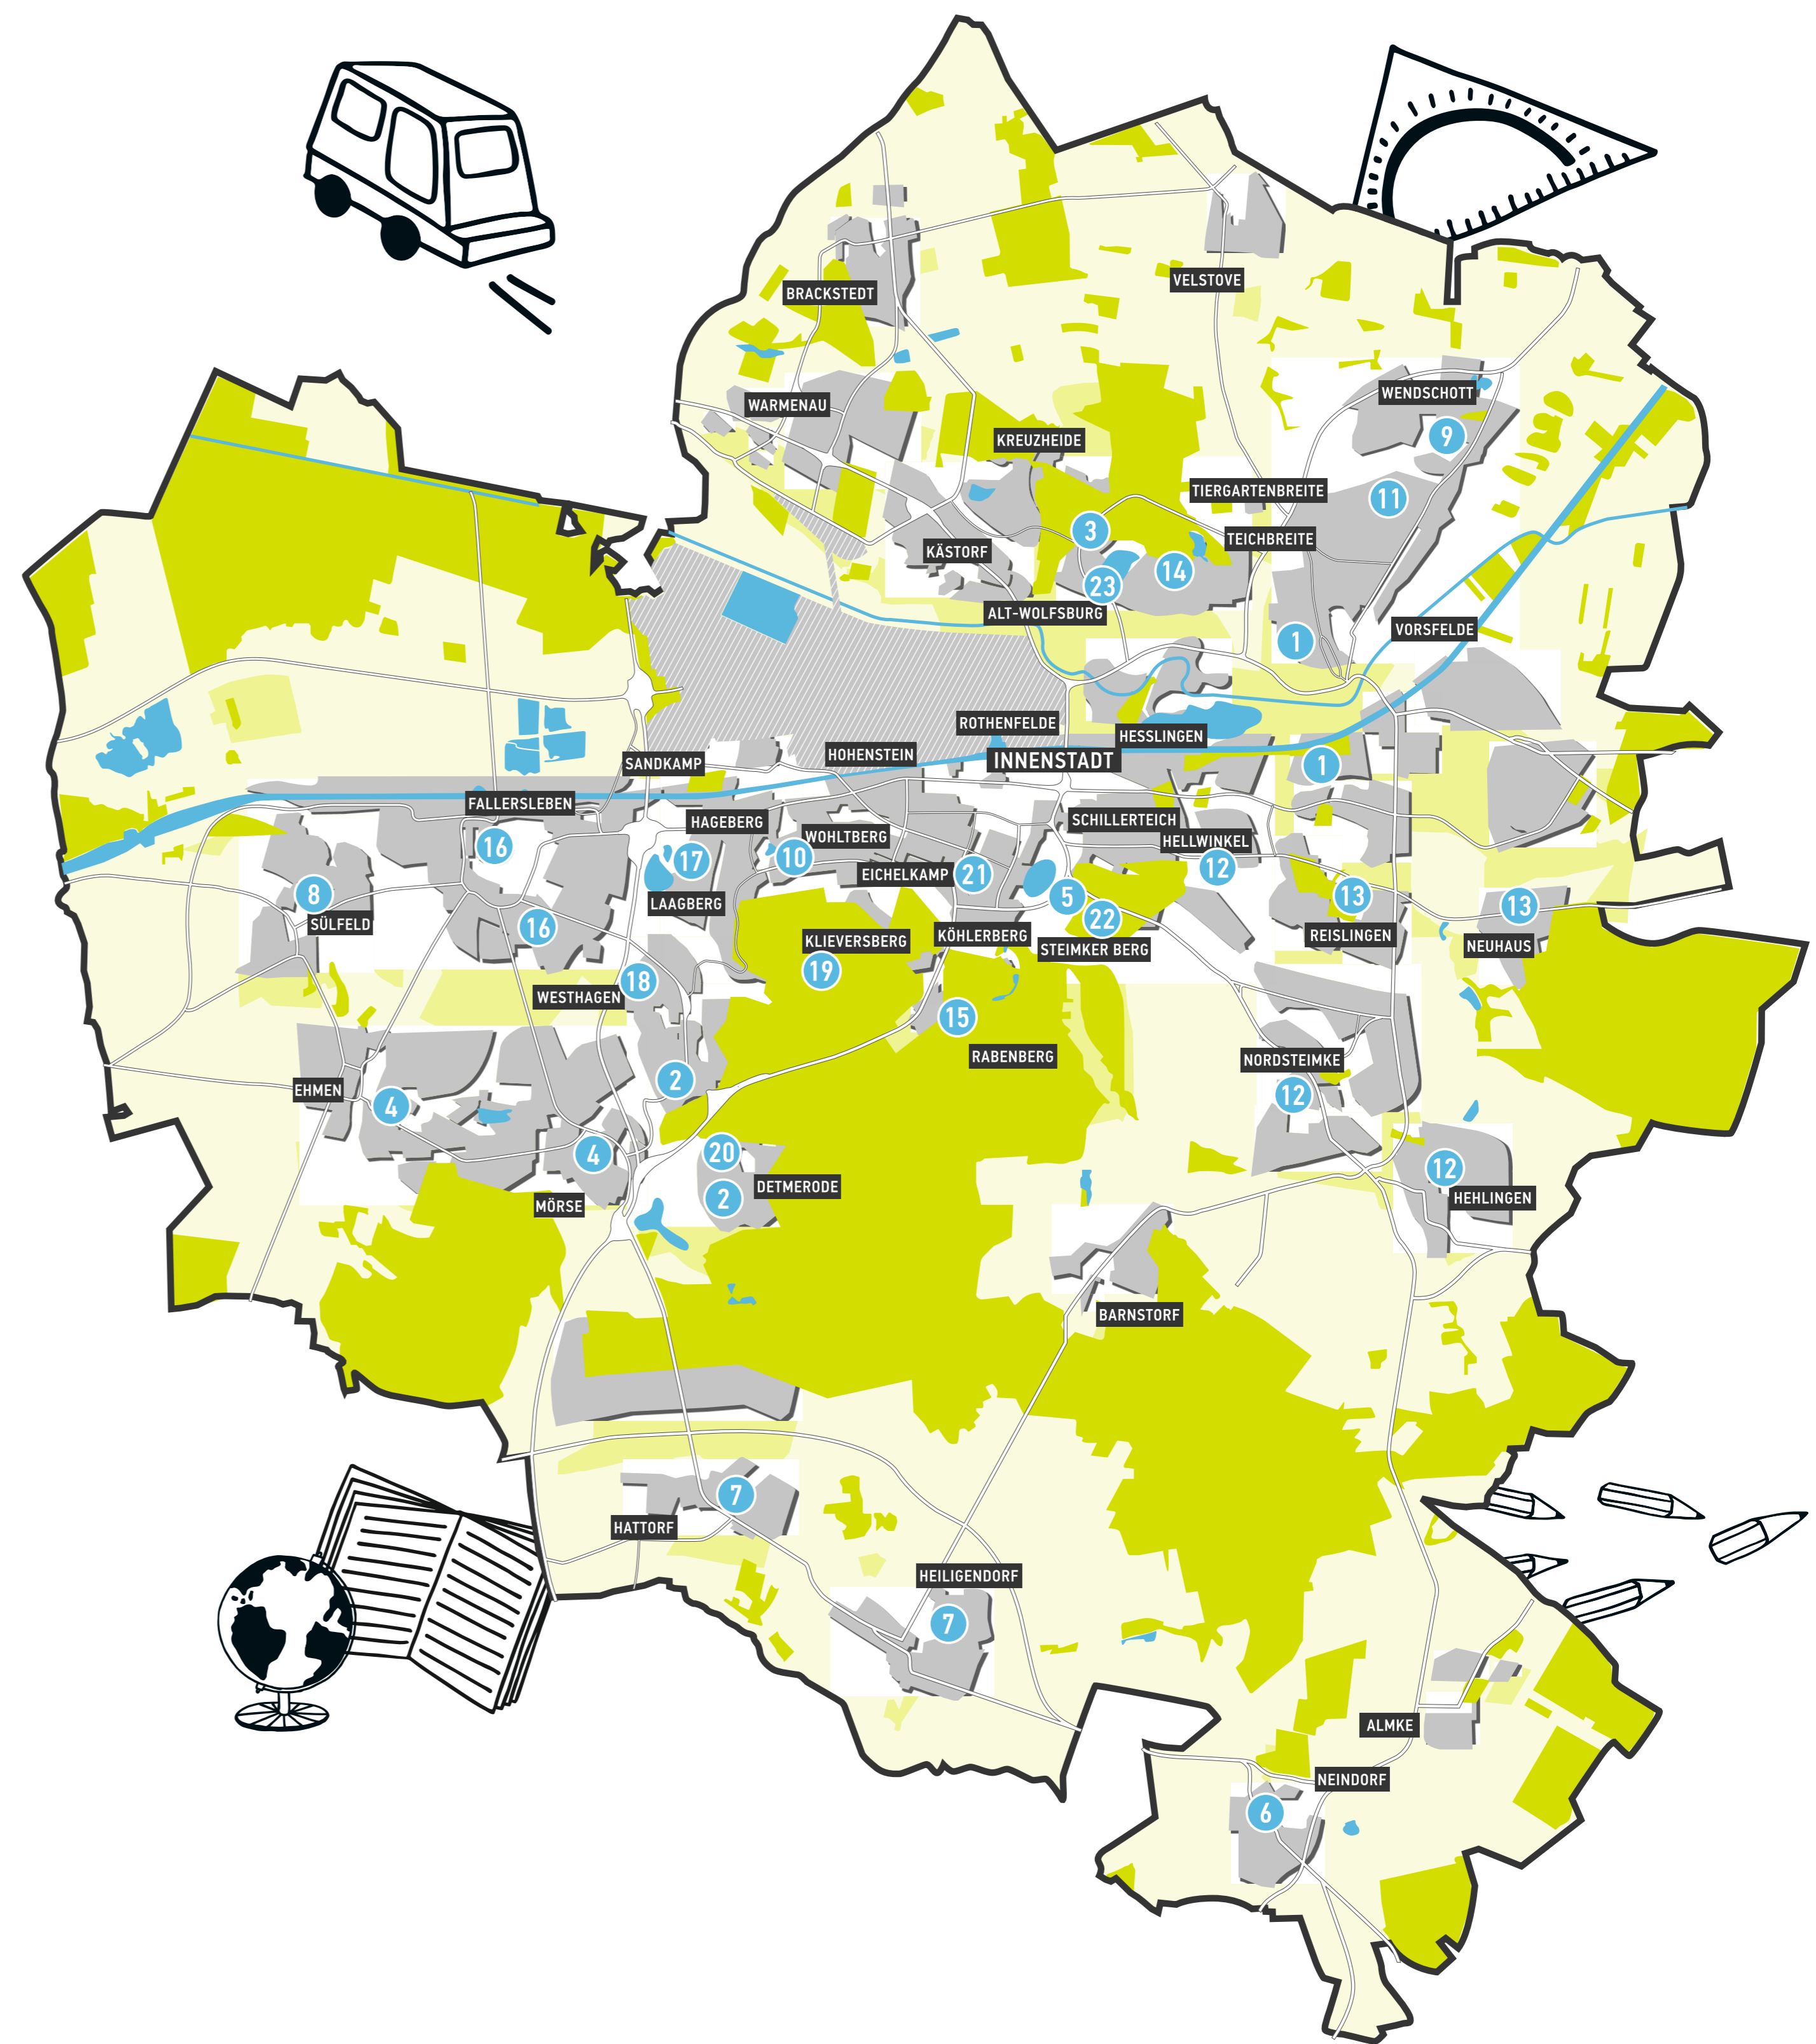 VELSTOVE
BRACKSTEDT
WENDSCHOTT
WARMENAU
9
KREUZHEIDE
TIERGARTENBREITE
11
3
TEICHBREITE
KÄSTORF
14
23
ALT-WOLFSBURG
VORSFELDE
1
ROTHENFELDE
HESSLINGEN
HOHENSTEIN
INNENSTADT
SANDKAMP
1
FALLERSLEBEN
HAGEBERG
SCHILLERTEICH
WOHLTBERG
HELLWINKEL
16
17
10
12
EICHELKAMP
21
8
LAAGBERG
5
13
13
SÜLFELD
16
22
KLIEVERSBERG
KÖHLERBERG
STEIMKER BERG
REISLINGEN
NEUHAUS
19
18
WESTHAGEN
15
RABENBERG
NORDSTEIMKE
2
EHMEN
4
12
4
20
12
DETMERODE
2
HEHLINGEN
MÖRSE
BARNSTORF
7
HATTORF
HEILIGENDORF
7
ALMKE
NEINDORF
6